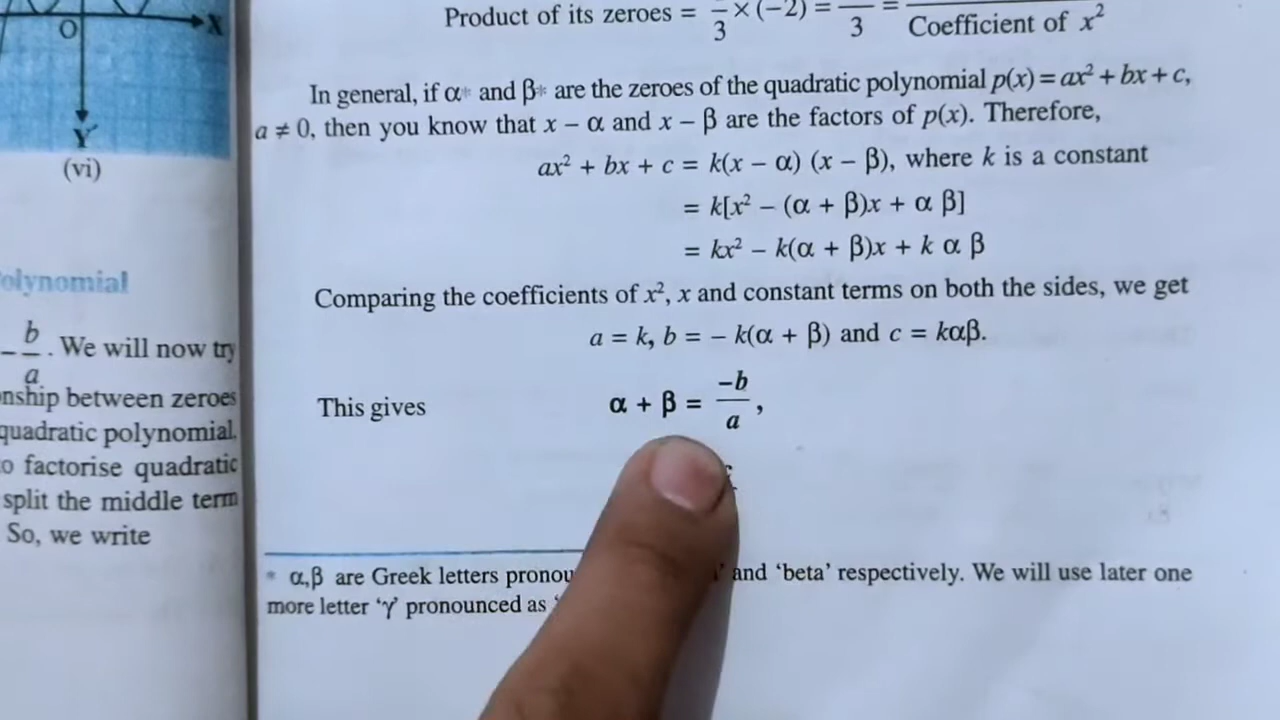 O
X
Y′
(vi)
olynomial
– b/a . We will now try
nship between zeroes
quadratic polynomial.
o factorise quadratic
split the middle term
So, we write
Product of its zeroes = /3 × (–2) = /3 = /Coefficient of x²
In general, if α* and β* are the zeroes of the quadratic polynomial p(x) = ax² + bx + c,
a ≠ 0, then you know that x – α and x – β are the factors of p(x). Therefore,
ax² + bx + c = k(x – α) (x – β), where k is a constant
= k[x² – (α + β)x + α β]
= kx² – k(α + β)x + k α β
Comparing the coefficients of x², x and constant terms on both the sides, we get
a = k, b = – k(α + β) and c = kαβ.
This gives α + β = –b/a ,
* α,β are Greek letters and 'beta' respectively. We will use later one
more letter 'γ' pronounced as